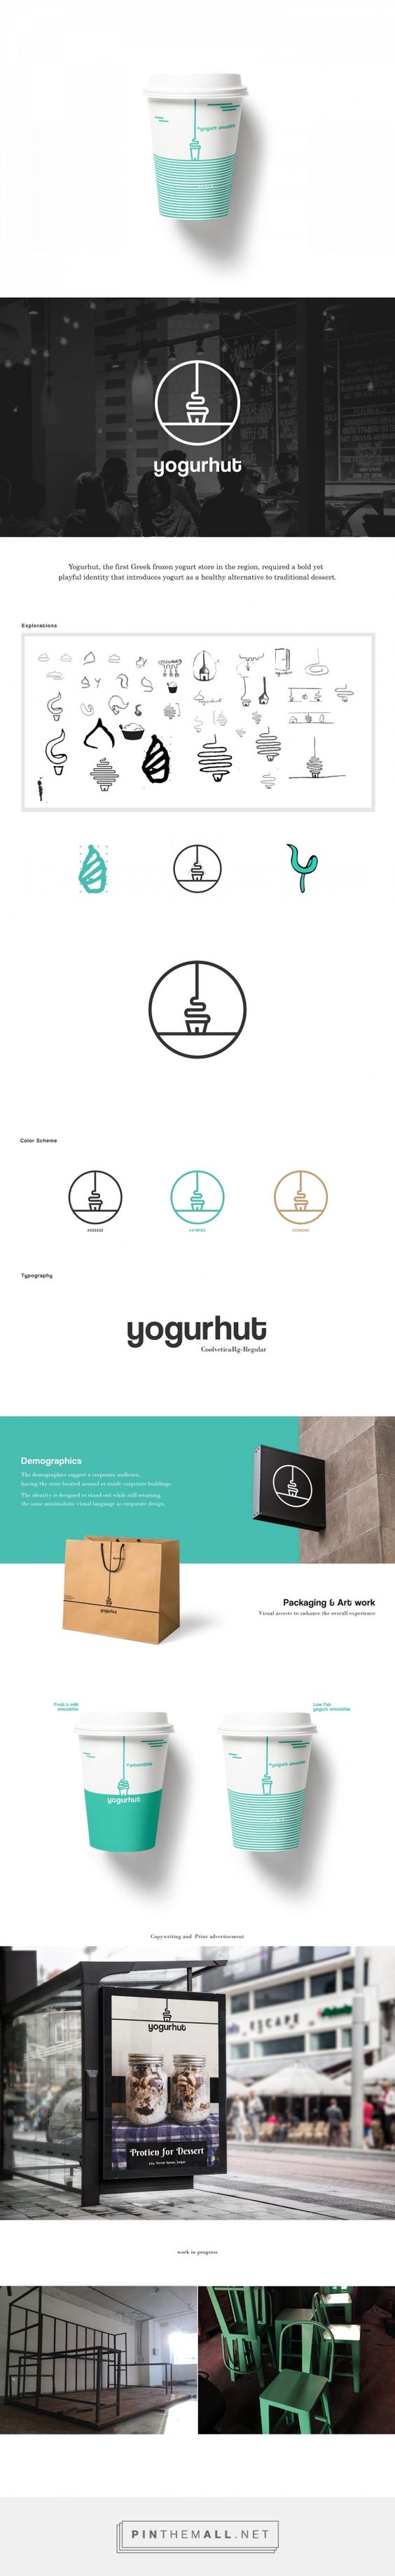 *yogurt smoothie
yogurhut
Yogurhut, the first Greek frozen yogurt store in the region, required a bold yet
playful identity that introduces yogurt as a healthy alternative to traditional dessert.
Explorations
Color Scheme
Typography
yogurhut
CoolveticaRg-Regular
Demographics
The demographics suggest a corporate audience,
having the store located around or inside corporate buildings.
The identity is designed to stand out while still retaining
the same minimalistic visual language as corporate design.
yogurhut
Packaging & Art work
Visual assets to enhance the overall experience
Fruit & milk
smoothie
Low Fat
yogurt smoothie
*smoothie
yogurhut
*yogurt smoothie
Copywriting and Print advertisement
yogurhut
Protien for Dessert
work in progress
PINTHEMALL.NET